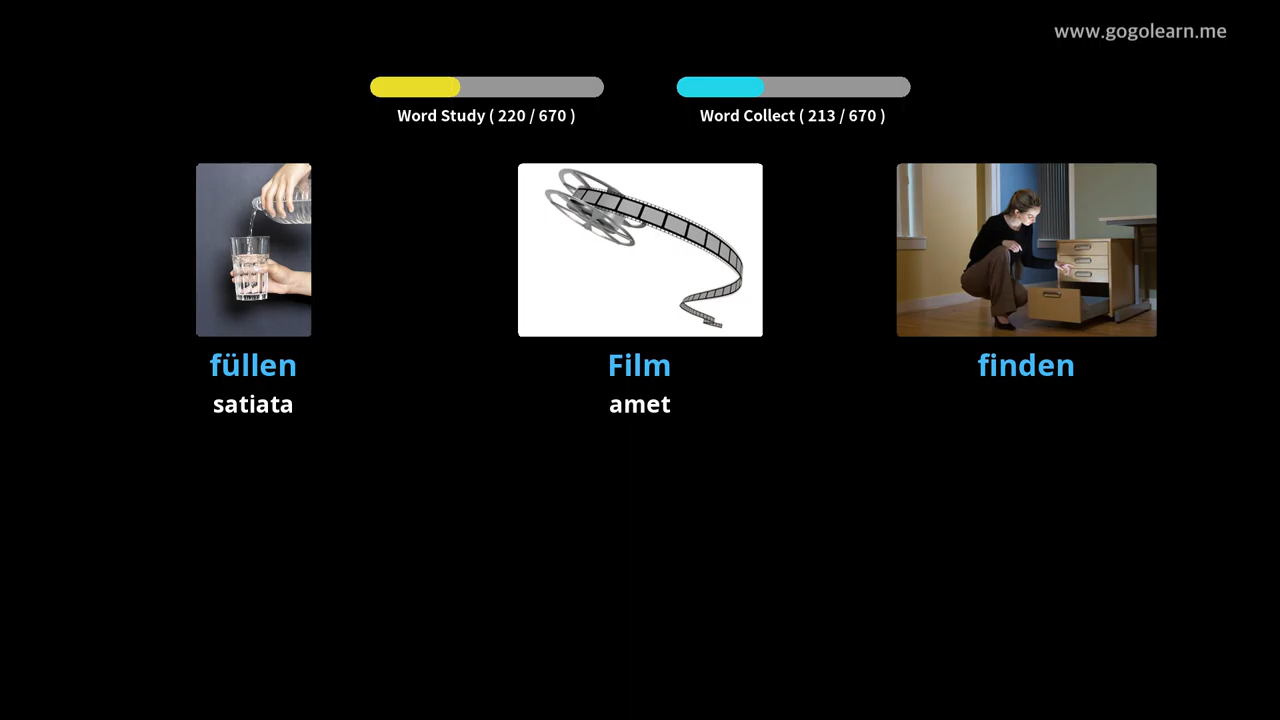 www.gogolearn.me
Word Study ( 220 / 670 )
Word Collect ( 213 / 670 )
füllen
Film
finden
satiata
amet